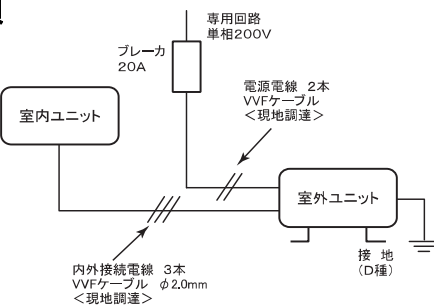 専用回路
単相200V
ブレーカ
20A
電源電線 2本
VVFケーブル
＜現地調達＞
室内ユニット
室外ユニット
接 地
(D種)
内外接続電線 3本
VVFケーブル φ2.0mm
＜現地調達＞